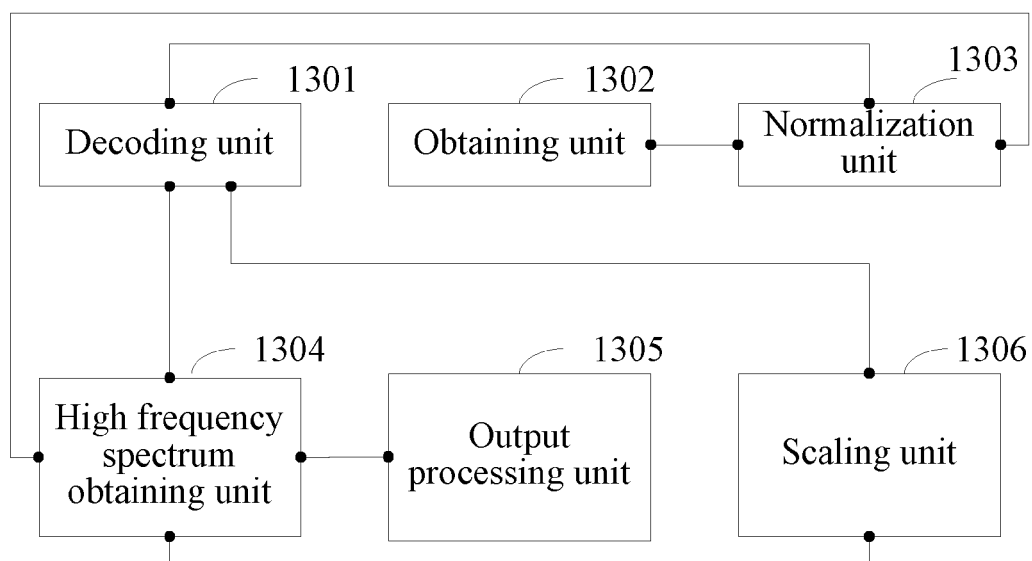 1301
1302
1303
Decoding unit
Obtaining unit
Normalization
unit
1304
1305
1306
High frequency
spectrum
obtaining unit
Output
processing unit
Scaling unit